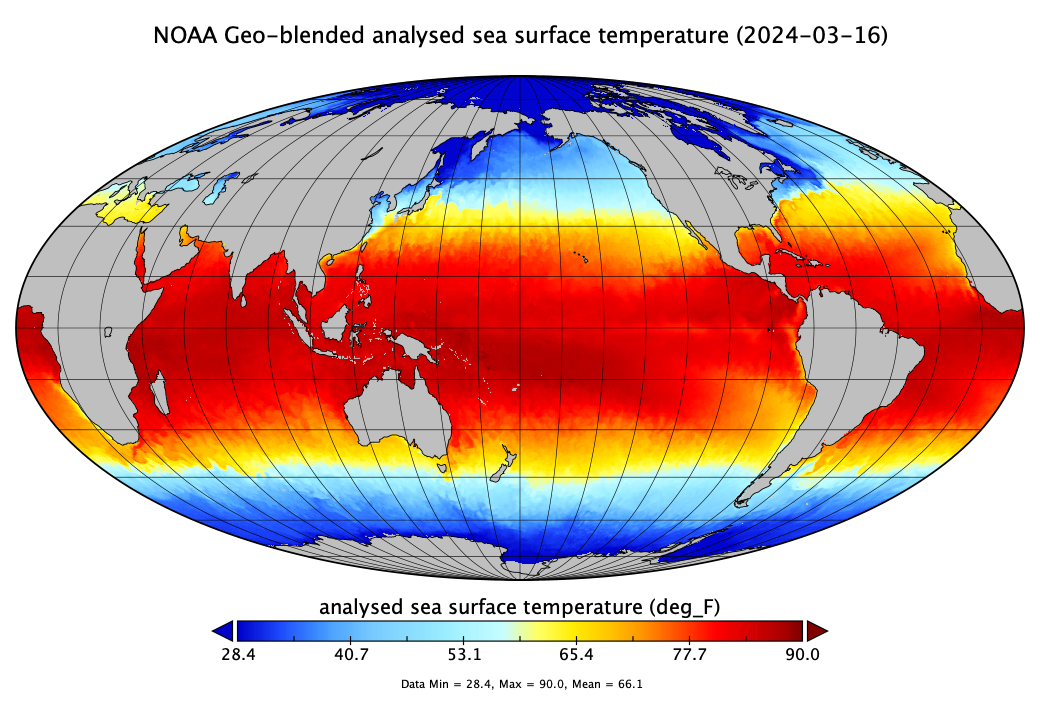 NOAA Geo-blended analysed sea surface temperature (2024-03-16)
analysed sea surface temperature (deg_F)
28.4 40.7 53.1 65.4 77.7 90.0
Data Min = 28.4, Max = 90.0, Mean = 66.1